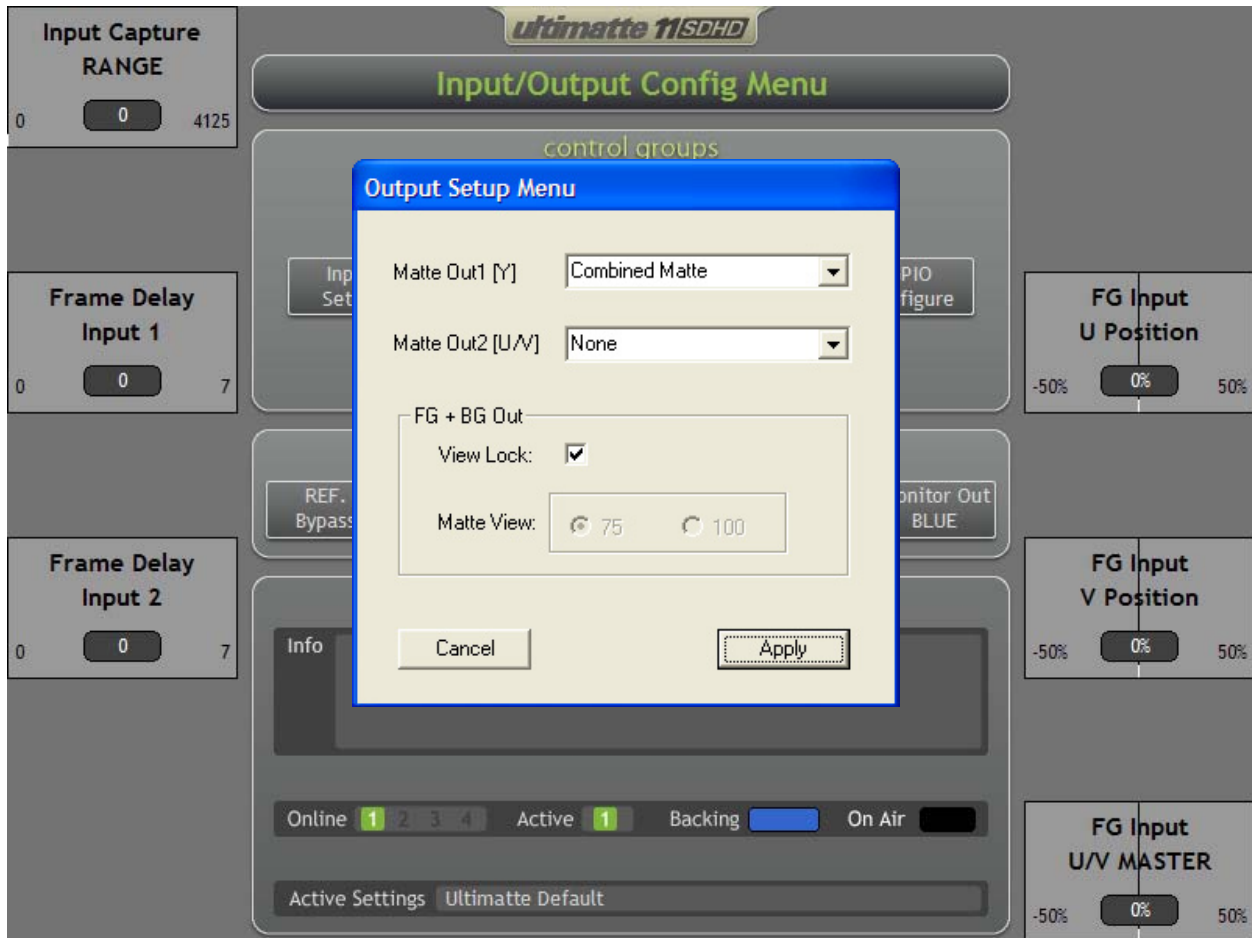 Input Capture
RANGE
0 0 4125
ultimatte 11 SDHD
Input/Output Config Menu
control groups
Output Setup Menu
Matte Out1 [Y] Combined Matte
Matte Out2 [U/V] None
FG + BG Out
View Lock:
Matte View: 75 100
Cancel Apply
Inp
Set
PIO
figure
Frame Delay
Input 1
0 0 7
FG Input
U Position
-50% 0% 50%
REF.
Bypass
onitor Out
BLUE
Frame Delay
Input 2
0 0 7
FG Input
V Position
-50% 0% 50%
Info
Online 1 2 3 4 Active 1 Backing On Air
Active Settings Ultimatte Default
FG Input
U/V MASTER
-50% 0% 50%